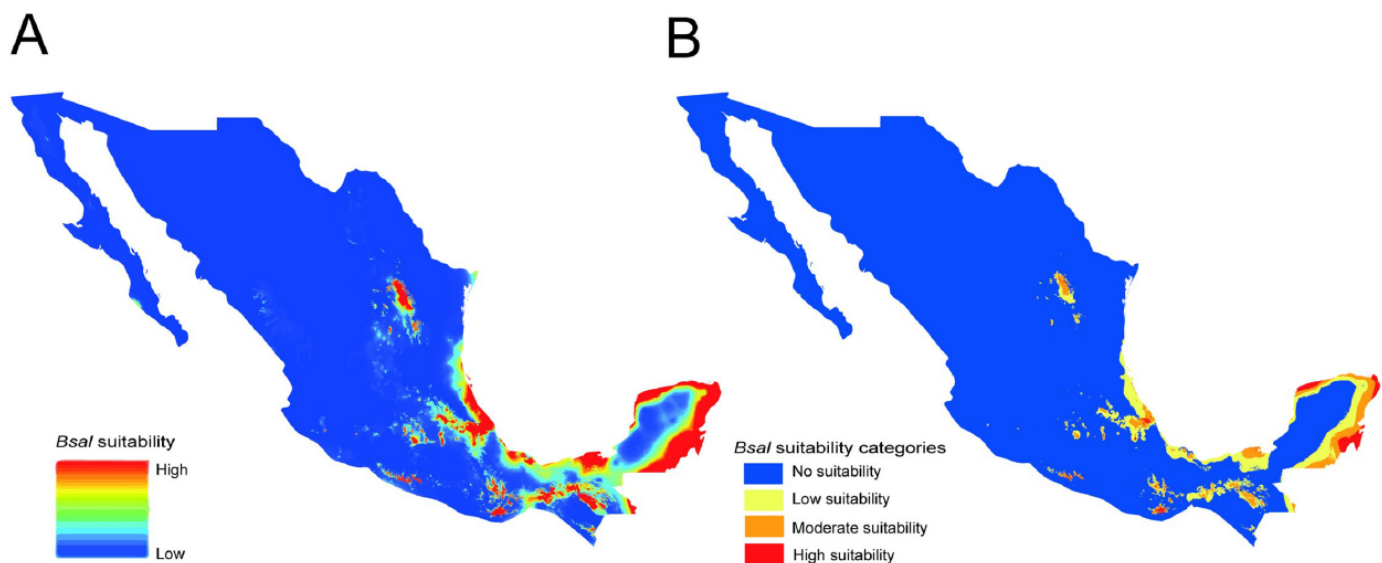 A
B
Bsal suitability
High
Low
Bsal suitability categories
No suitability
Low suitability
Moderate suitability
High suitability